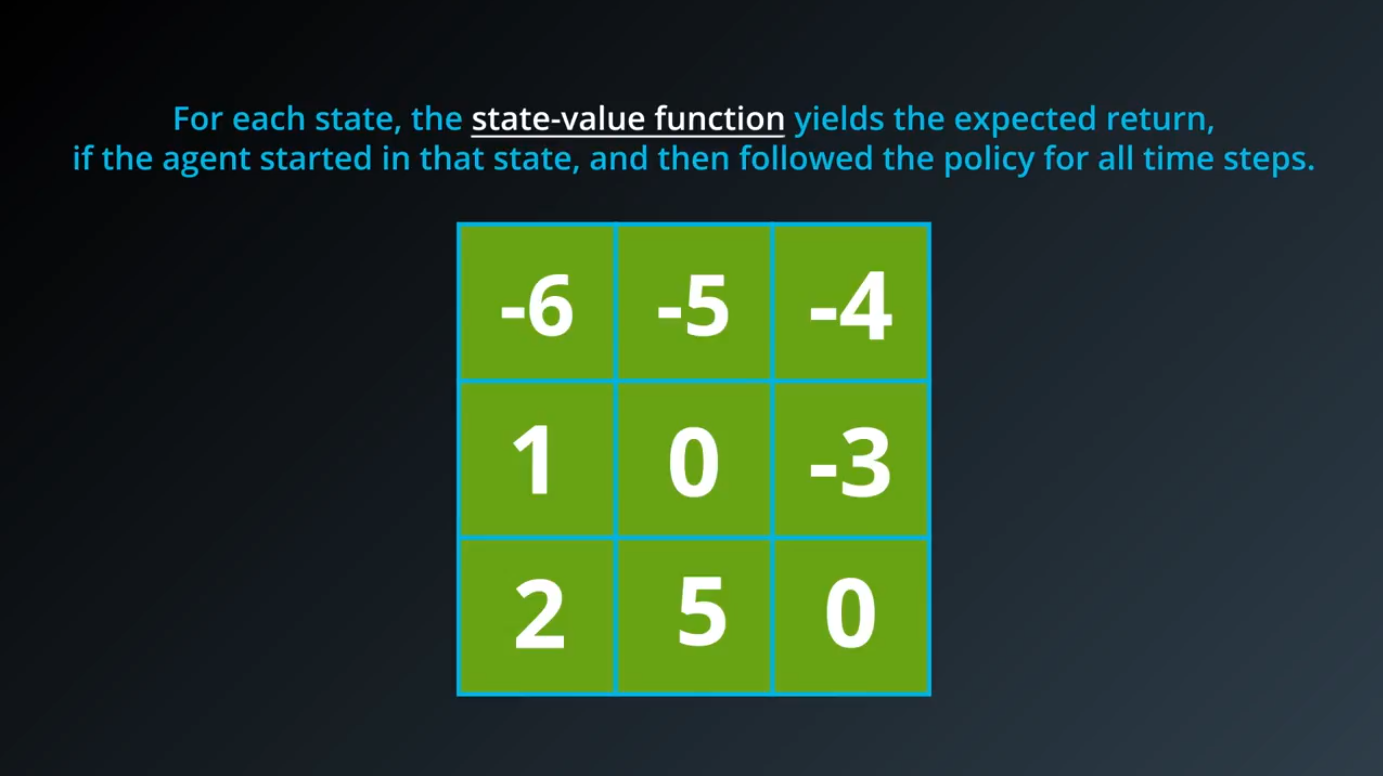 For each state, the state-value function yields the expected return,
if the agent started in that state, and then followed the policy for all time steps.
-6 -5 -4
1 0 -3
2 5 0